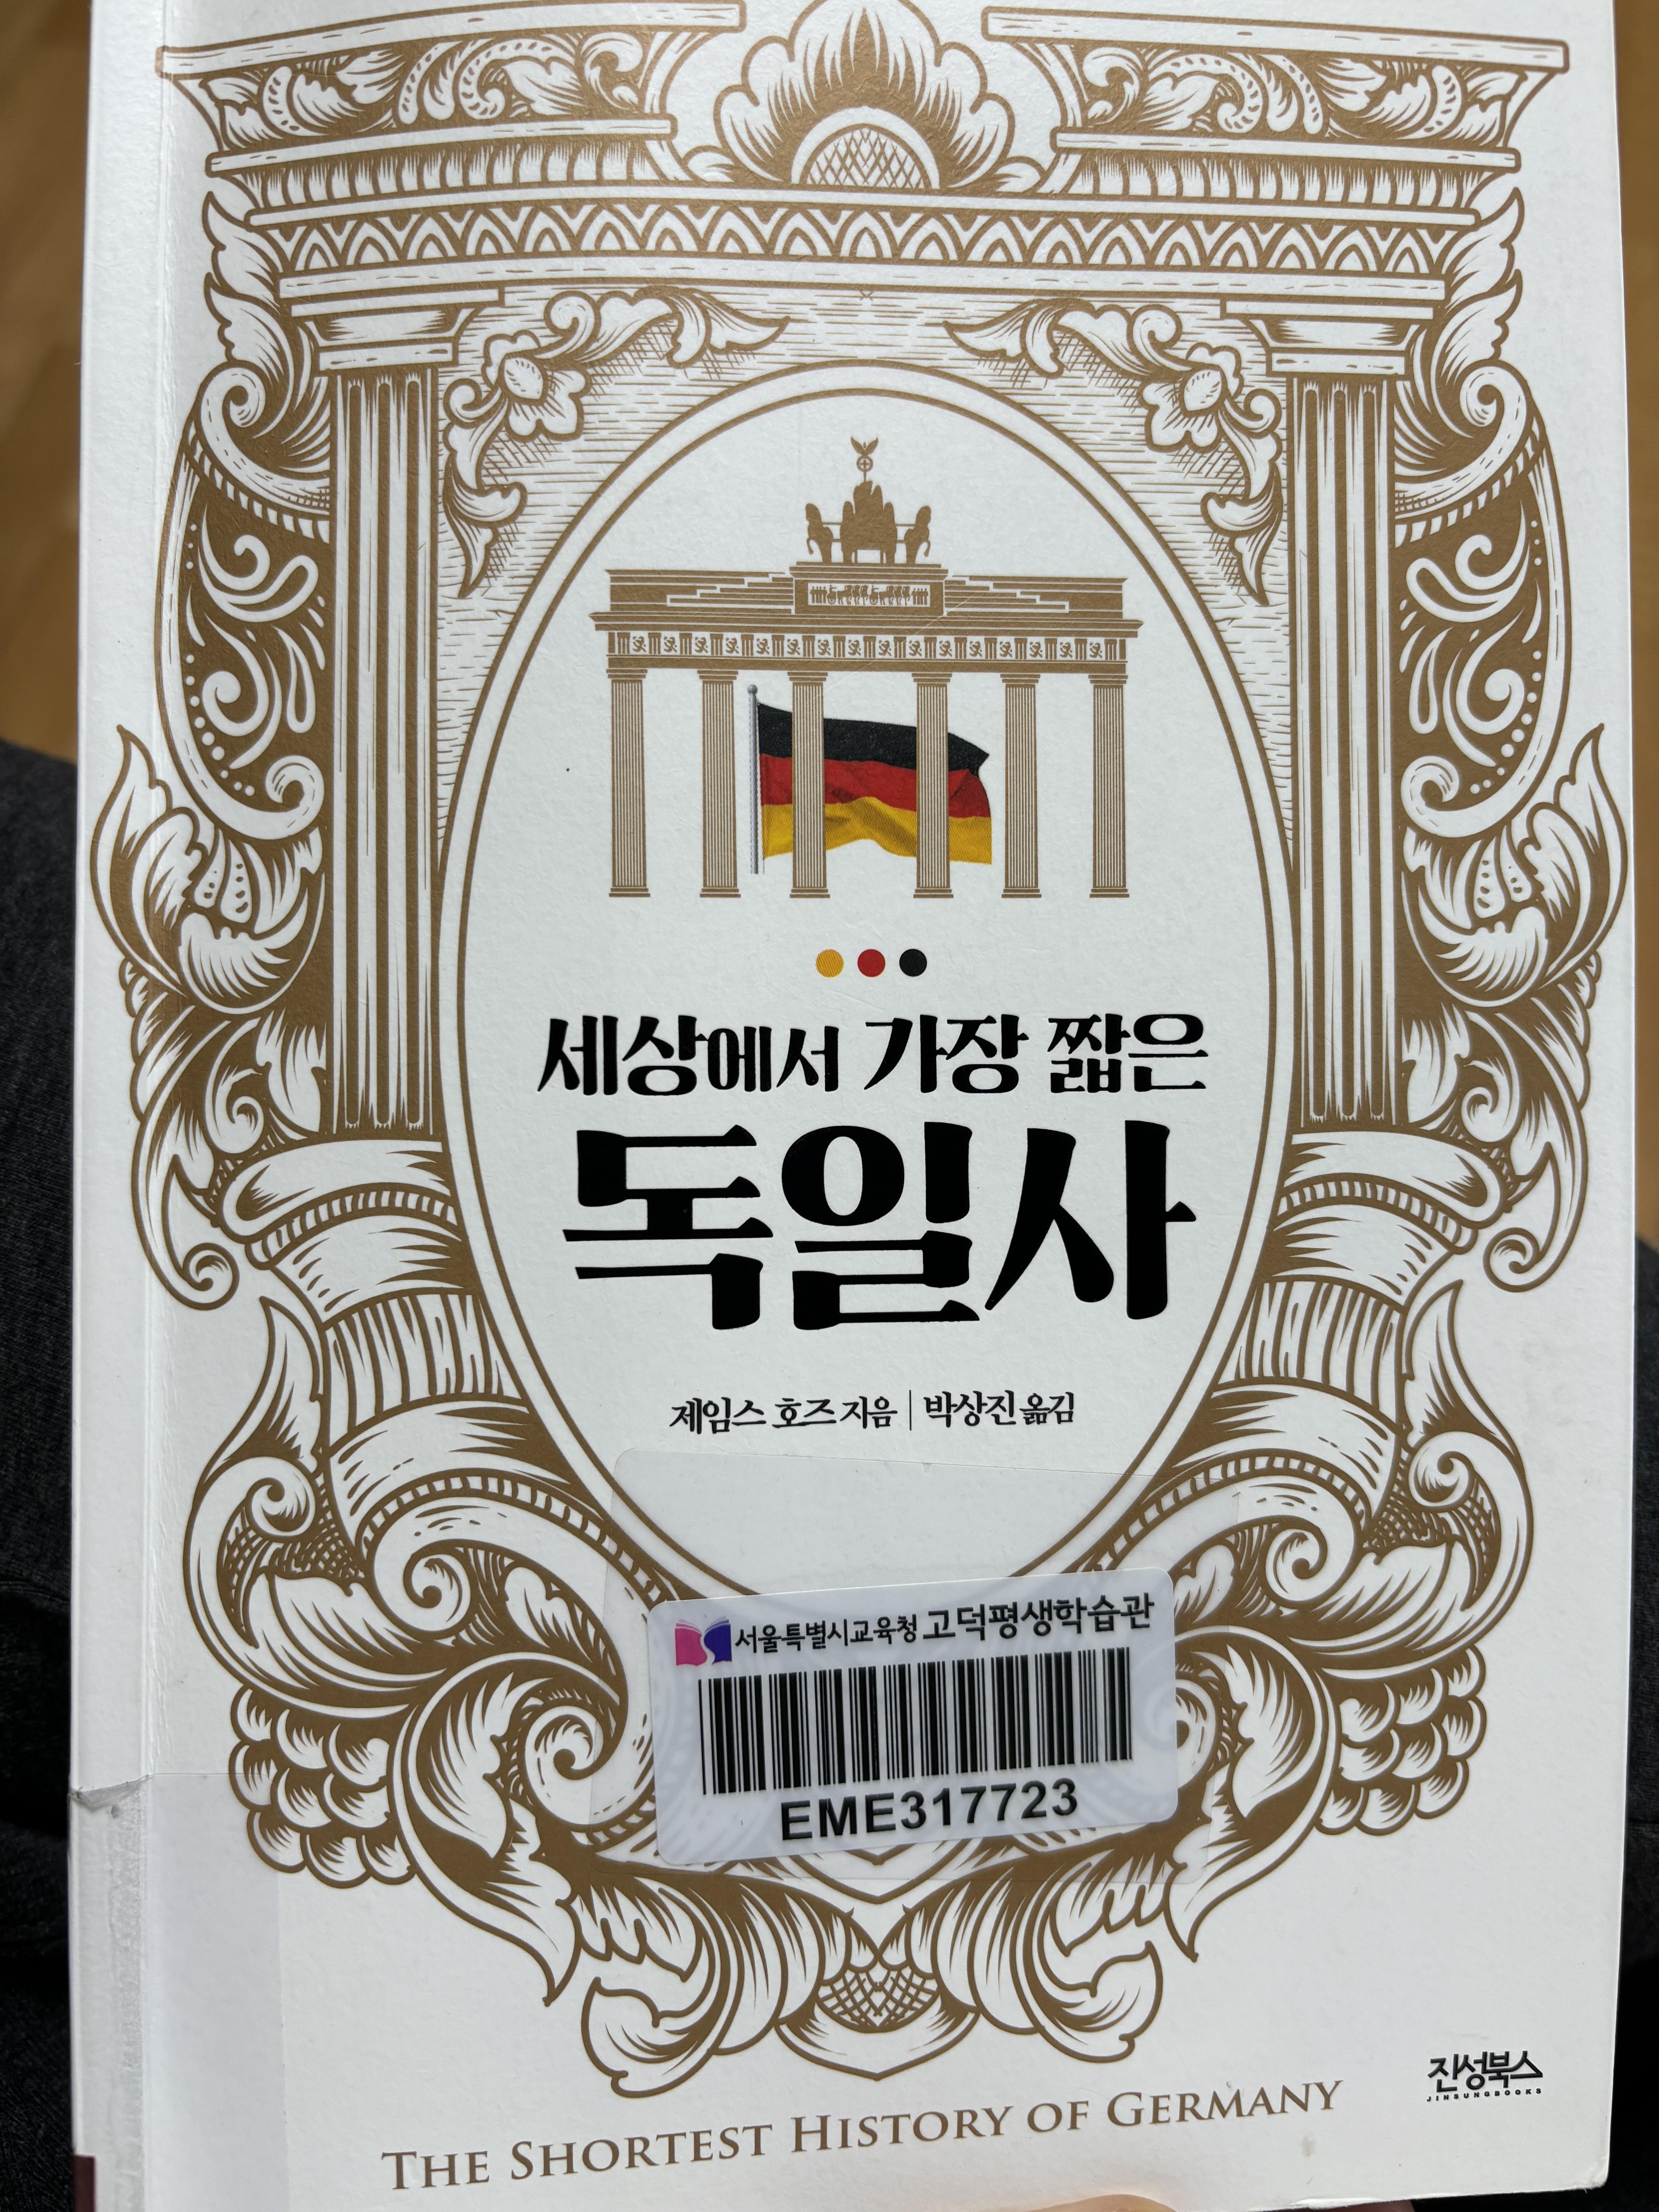 세상에서 가장 짧은
독일사
제임스 호즈 지음 | 박상진 옮김
서울특별시교육청 고덕평생학습관
EME317723
진성북스
JINSUNGBOOKS
THE SHORTEST HISTORY OF GERMANY